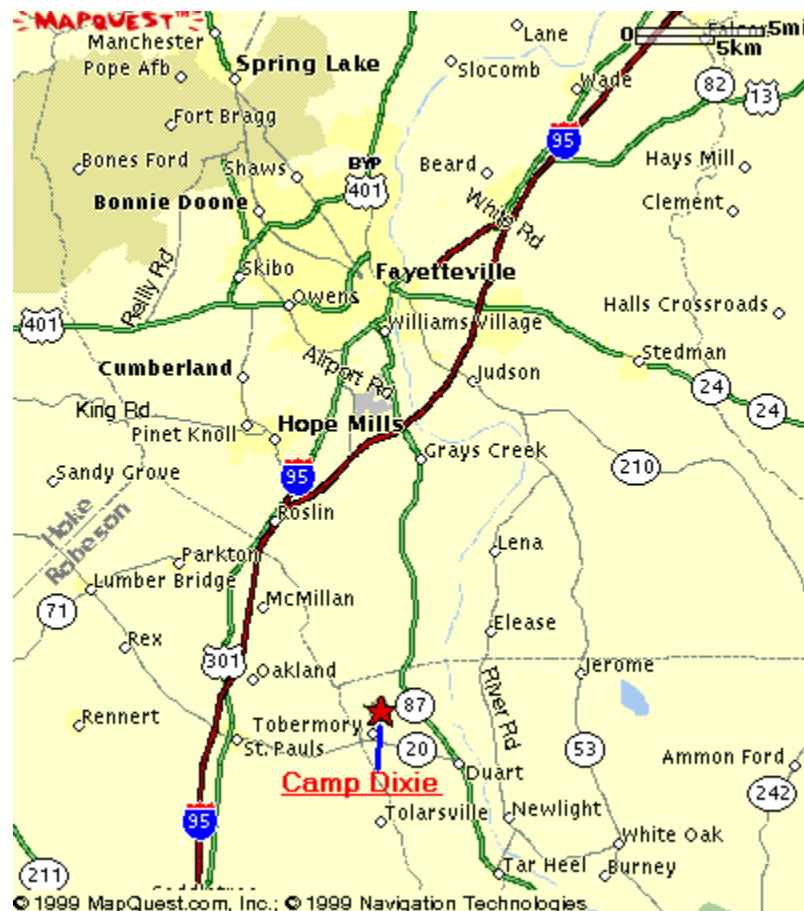 MAPQUEST™
Lane
0 5mi
5km
Manchester
Pope Afb
Spring Lake
Slocomb
Wade
82
13
Fort Bragg
95
Bones Ford
Shaws
BYP
401
Beard
Hays Mill
Bonnie Doone
White Rd
Clement
Reilly Rd
Skibo
Fayetteville
Owens
Halls Crossroads
401
Williams Village
Stedman
Cumberland
Airport Rd
Judson
24
24
King Rd
Pinet Knoll
Hope Mills
Grays Creek
210
Sandy Grove
95
Roslin
Hoke
Robeson
Parkton
Lena
Lumber Bridge
71
McMillan
Elease
Rex
301
Oakland
Jerome
River Rd
87
Rennert
Tobermory
St. Pauls
20
53
Duart
Ammon Ford
Camp Dixie
242
95
Tolarsville
Newlight
White Oak
211
Tar Heel
Burney
© 1999 MapQuest.com, Inc.; © 1999 Navigation Technologies